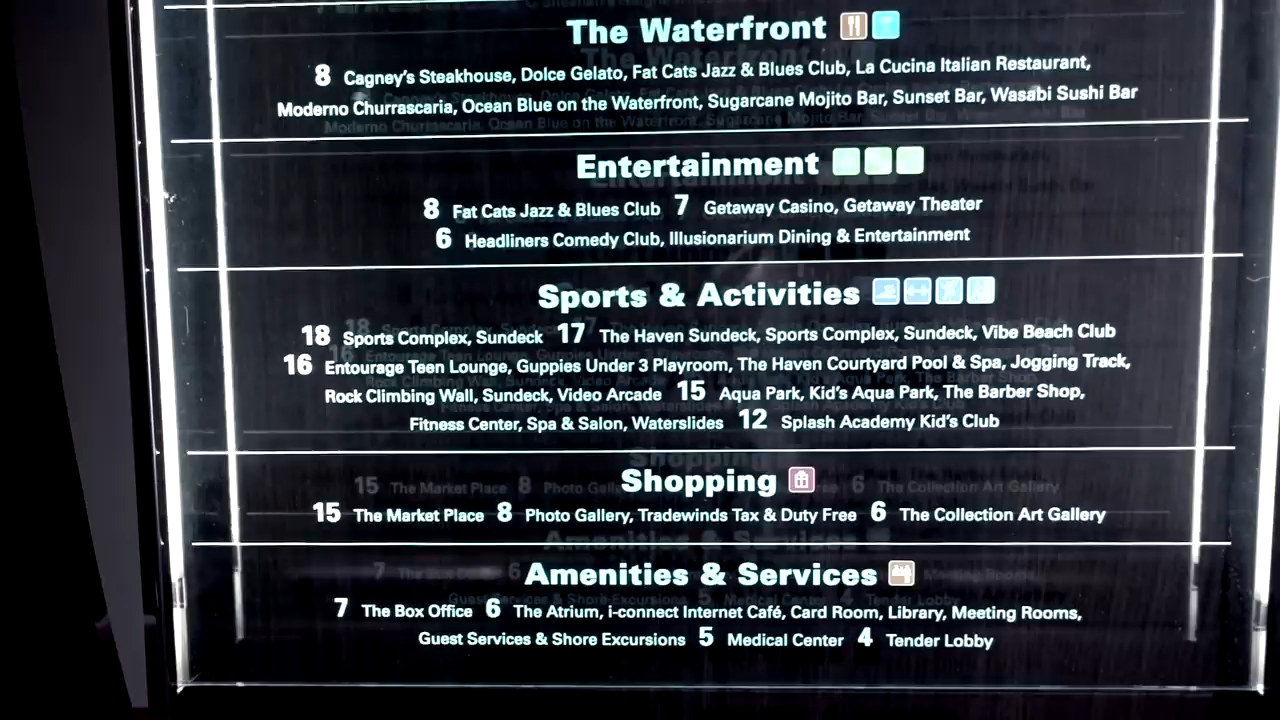 The Waterfront
8 Cagney's Steakhouse, Dolce Gelato, Fat Cats Jazz & Blues Club, La Cucina Italian Restaurant,
Moderno Churrascaria, Ocean Blue on the Waterfront, Sugarcane Mojito Bar, Sunset Bar, Wasabi Sushi Bar
Entertainment
8 Fat Cats Jazz & Blues Club 7 Getaway Casino, Getaway Theater
6 Headliners Comedy Club, Illusionarium Dining & Entertainment
Sports & Activities
18 Sports Complex, Sundeck 17 The Haven Sundeck, Sports Complex, Sundeck, Vibe Beach Club
16 Entourage Teen Lounge, Guppies Under 3 Playroom, The Haven Courtyard Pool & Spa, Jogging Track,
Rock Climbing Wall, Sundeck, Video Arcade 15 Aqua Park, Kid's Aqua Park, The Barber Shop,
Fitness Center, Spa & Salon, Waterslides 12 Splash Academy Kid's Club
Shopping
15 The Market Place 8 Photo Gallery, Tradewinds Tax & Duty Free 6 The Collection Art Gallery
Amenities & Services
7 The Box Office 6 The Atrium, i-connect Internet Café, Card Room, Library, Meeting Rooms,
Guest Services & Shore Excursions 5 Medical Center 4 Tender Lobby